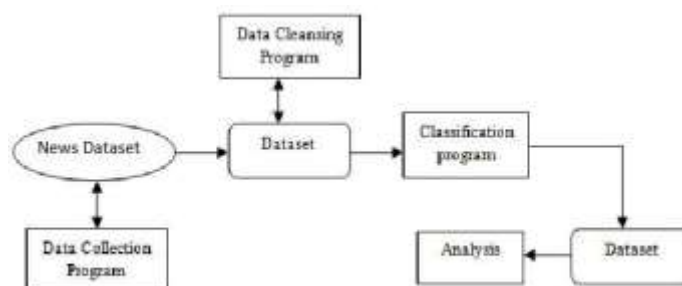 Data Cleansing
Program
News Dataset
Dataset
Classification
program
Data Collection
Program
Analysis
Dataset